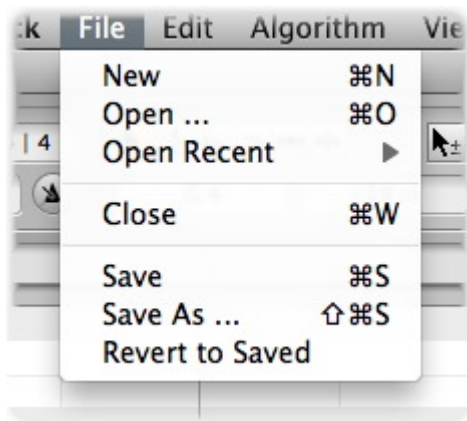 k File Edit Algorithm Vie
New ⌘N
Open ... ⌘O
| 4
Open Recent ▶
Close ⌘W
Save ⌘S
Save As ... ⇧⌘S
Revert to Saved